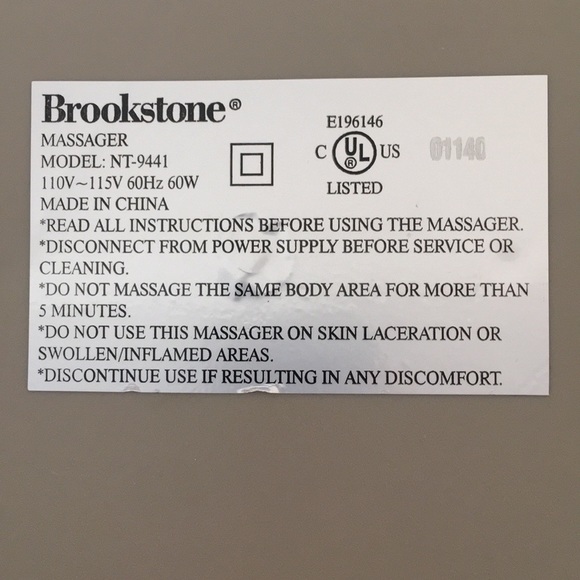 Brookstone®
MASSAGER
MODEL: NT-9441
110V~115V 60Hz 60W
MADE IN CHINA
E196146
C UL® US
LISTED
01140
*READ ALL INSTRUCTIONS BEFORE USING THE MASSAGER.
*DISCONNECT FROM POWER SUPPLY BEFORE SERVICE OR
CLEANING.
*DO NOT MASSAGE THE SAME BODY AREA FOR MORE THAN
5 MINUTES.
*DO NOT USE THIS MASSAGER ON SKIN LACERATION OR
SWOLLEN/INFLAMED AREAS.
*DISCONTINUE USE IF RESULTING IN ANY DISCOMFORT.